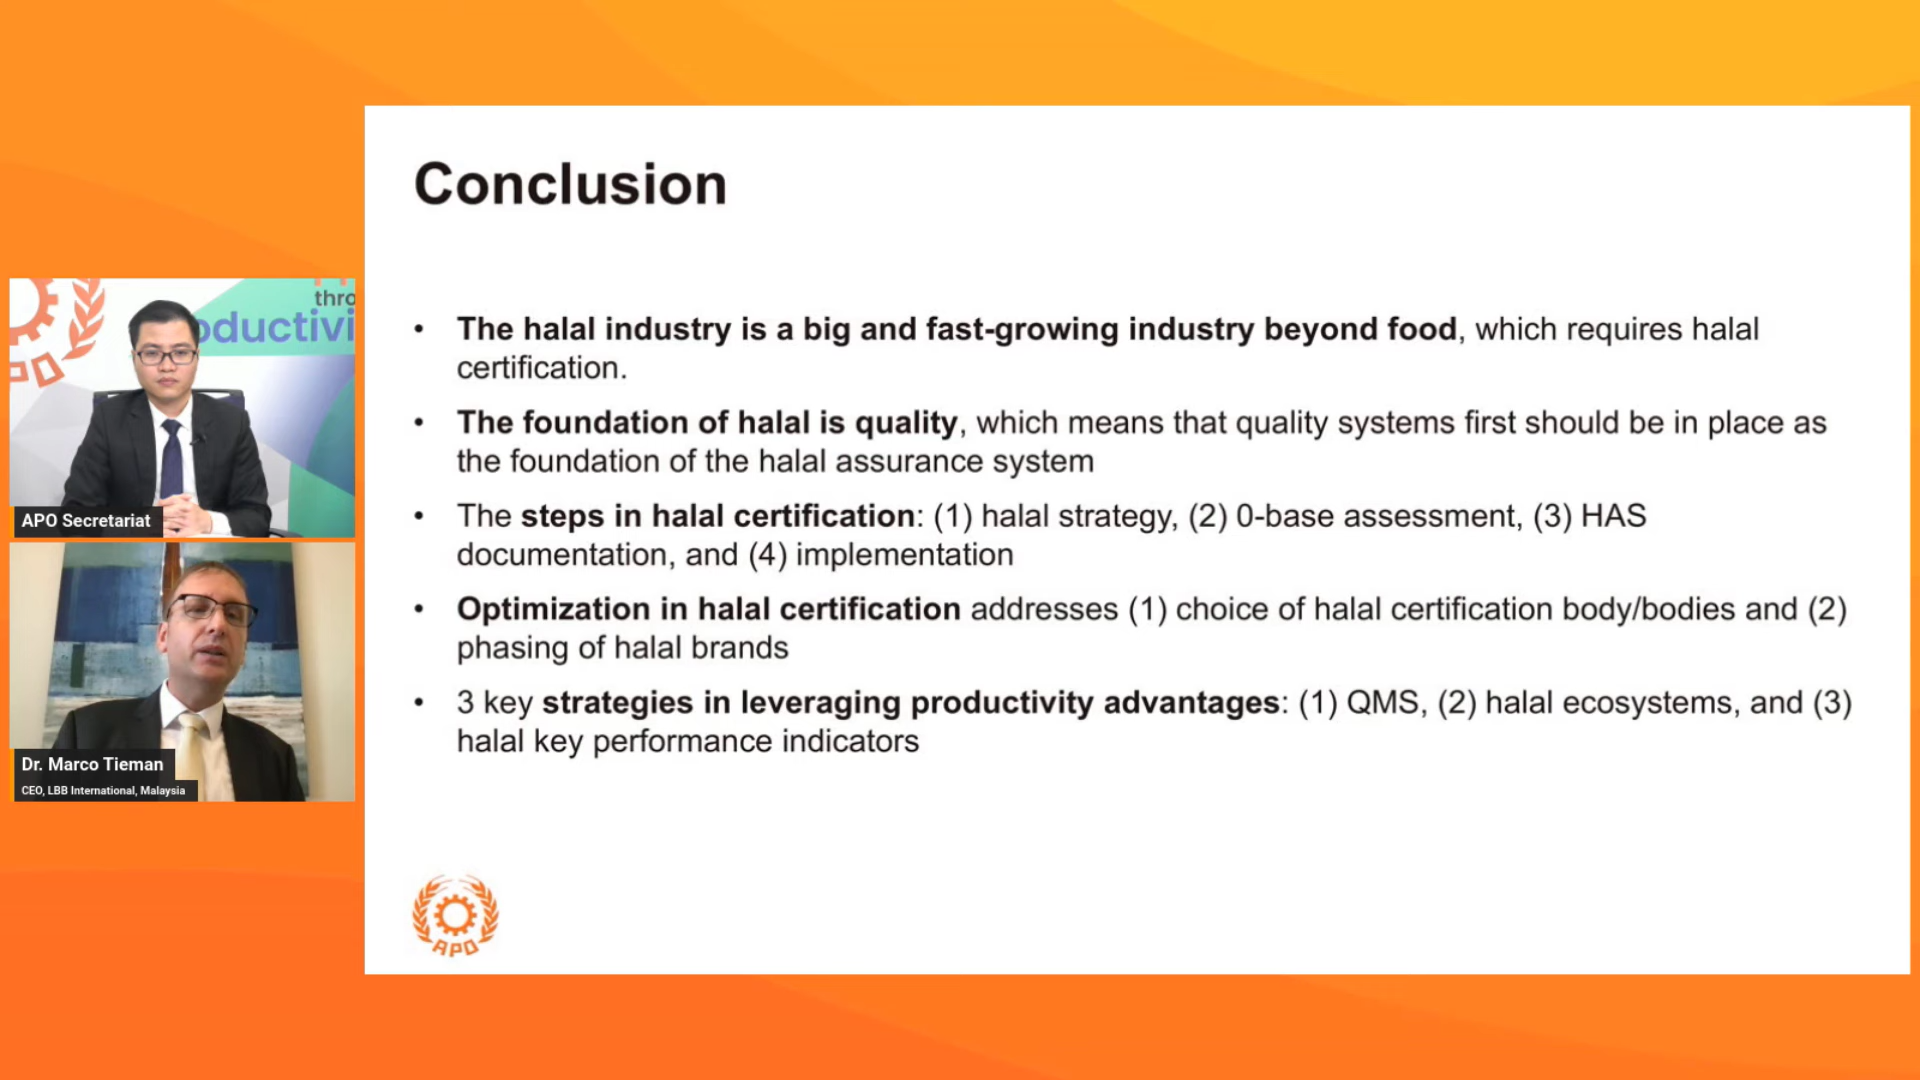 thro
oductivi
APO
APO Secretariat
Dr. Marco Tieman
CEO, LBB International, Malaysia
Conclusion
• The halal industry is a big and fast-growing industry beyond food, which requires halal
certification.
• The foundation of halal is quality, which means that quality systems first should be in place as
the foundation of the halal assurance system
• The steps in halal certification: (1) halal strategy, (2) 0-base assessment, (3) HAS
documentation, and (4) implementation
• Optimization in halal certification addresses (1) choice of halal certification body/bodies and (2)
phasing of halal brands
• 3 key strategies in leveraging productivity advantages: (1) QMS, (2) halal ecosystems, and (3)
halal key performance indicators
APO